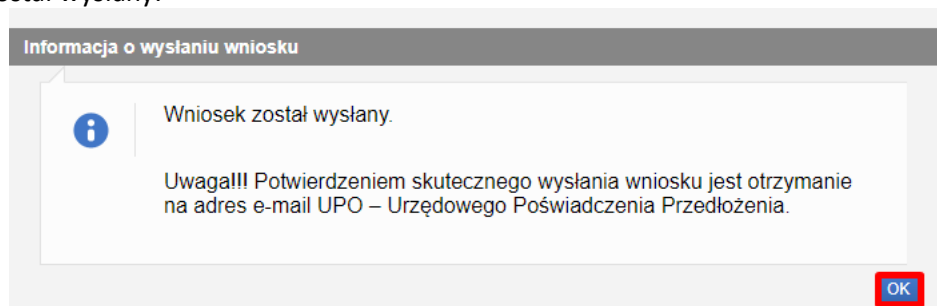 wysłany.
Informacja o wysłaniu wniosku
Wniosek został wysłany.
Uwaga!!! Potwierdzeniem skutecznego wysłania wniosku jest otrzymanie
na adres e-mail UPO – Urzędowego Poświadczenia Przedłożenia.
OK